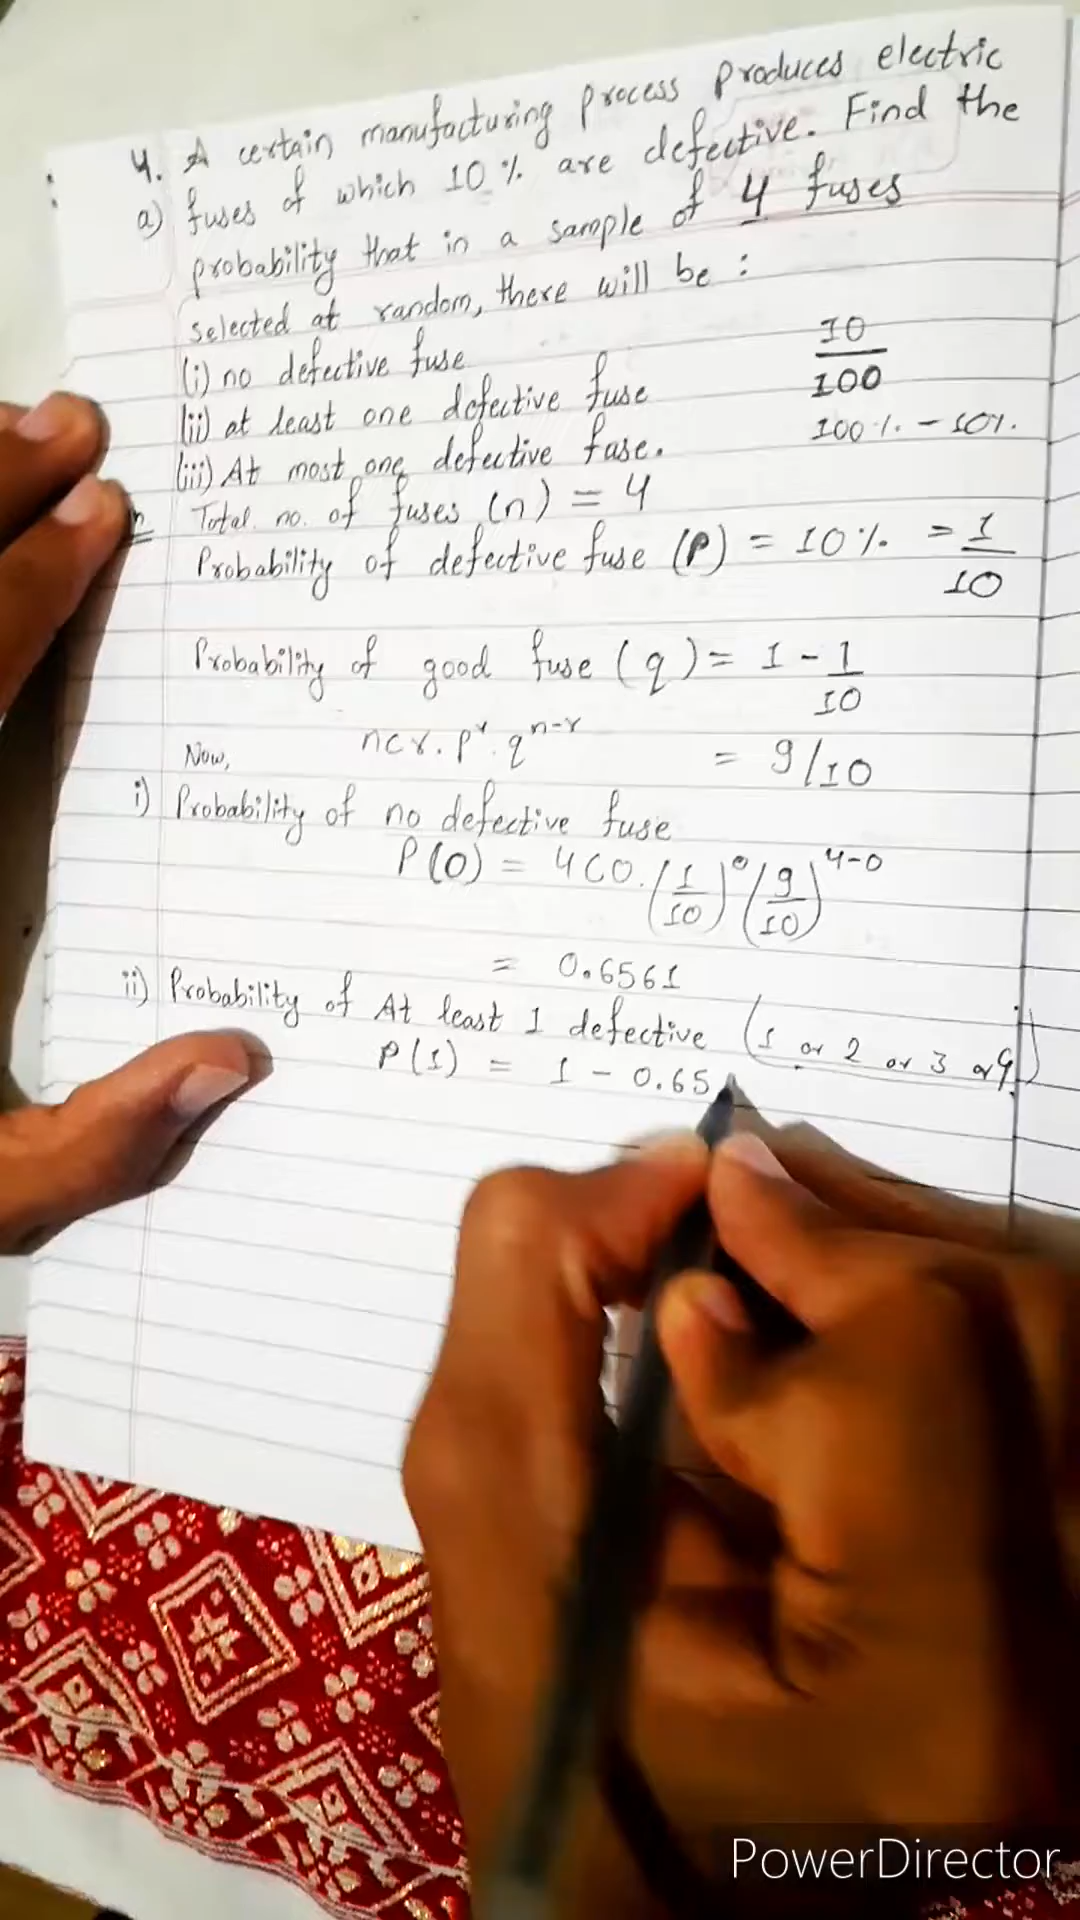 4. A certain manufacturing process produces electric
a) fuses of which 10 % are defective. Find the
probability that in a sample of 4 fuses
selected at random, there will be :
(i) no defective fuse
10
100
(ii) at least one defective fuse
100 % - 10%.
(iii) At most one defective fuse.
Total. no. of fuses (n) = 4
Probability of defective fuse (P) = 10 % = 1
10
Probability of good fuse (q) = 1 - 1
10
Now, ncr. p^r. q^n-r = 9/10
i) Probability of no defective fuse
P(0) = 4C0. (1/10)^0 (9/10)^4-0
= 0.6561
ii) Probability of At least 1 defective (1 or 2 or 3 or 4)
P(1) = 1 - 0.65
PowerDirector